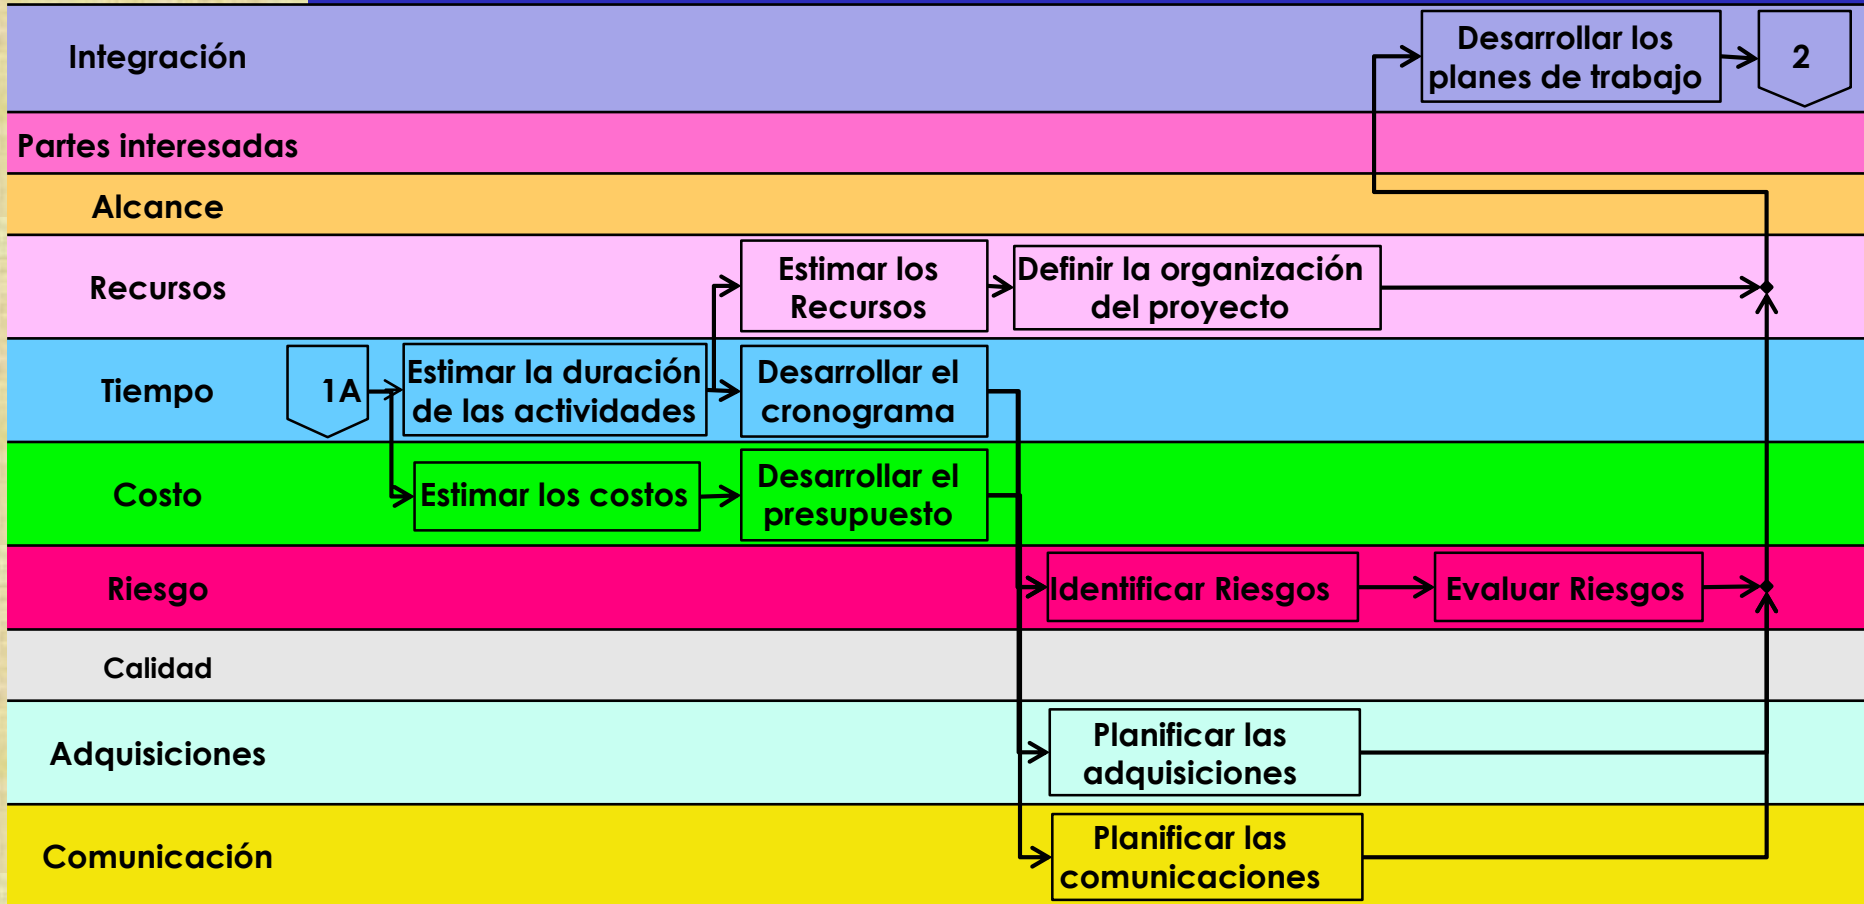 Integración
Desarrollar los
planes de trabajo
2
Partes interesadas
Alcance
Recursos
Estimar los
Recursos
Definir la organización
del proyecto
Tiempo
1A
Estimar la duración
de las actividades
Desarrollar el
cronograma
Costo
Estimar los costos
Desarrollar el
presupuesto
Riesgo
Identificar Riesgos
Evaluar Riesgos
Calidad
Adquisiciones
Planificar las
adquisiciones
Comunicación
Planificar las
comunicaciones